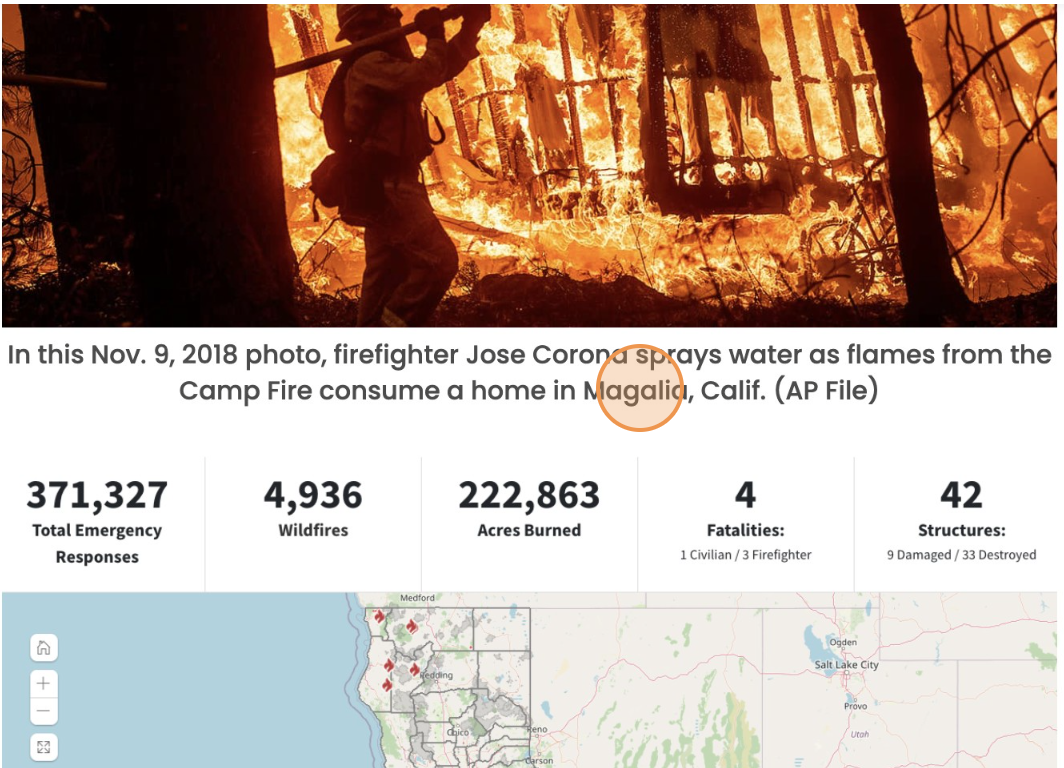 In this Nov. 9, 2018 photo, firefighter Jose Corona sprays water as flames from the
Camp Fire consume a home in Magalia, Calif. (AP File)
371,327
Total Emergency
Responses
4,936
Wildfires
222,863
Acres Burned
4
Fatalities:
1 Civilian / 3 Firefighter
42
Structures:
9 Damaged / 33 Destroyed
Medford
Ogden
Salt Lake City
Redding
Provo
Chico
Reno
Utah
Carson